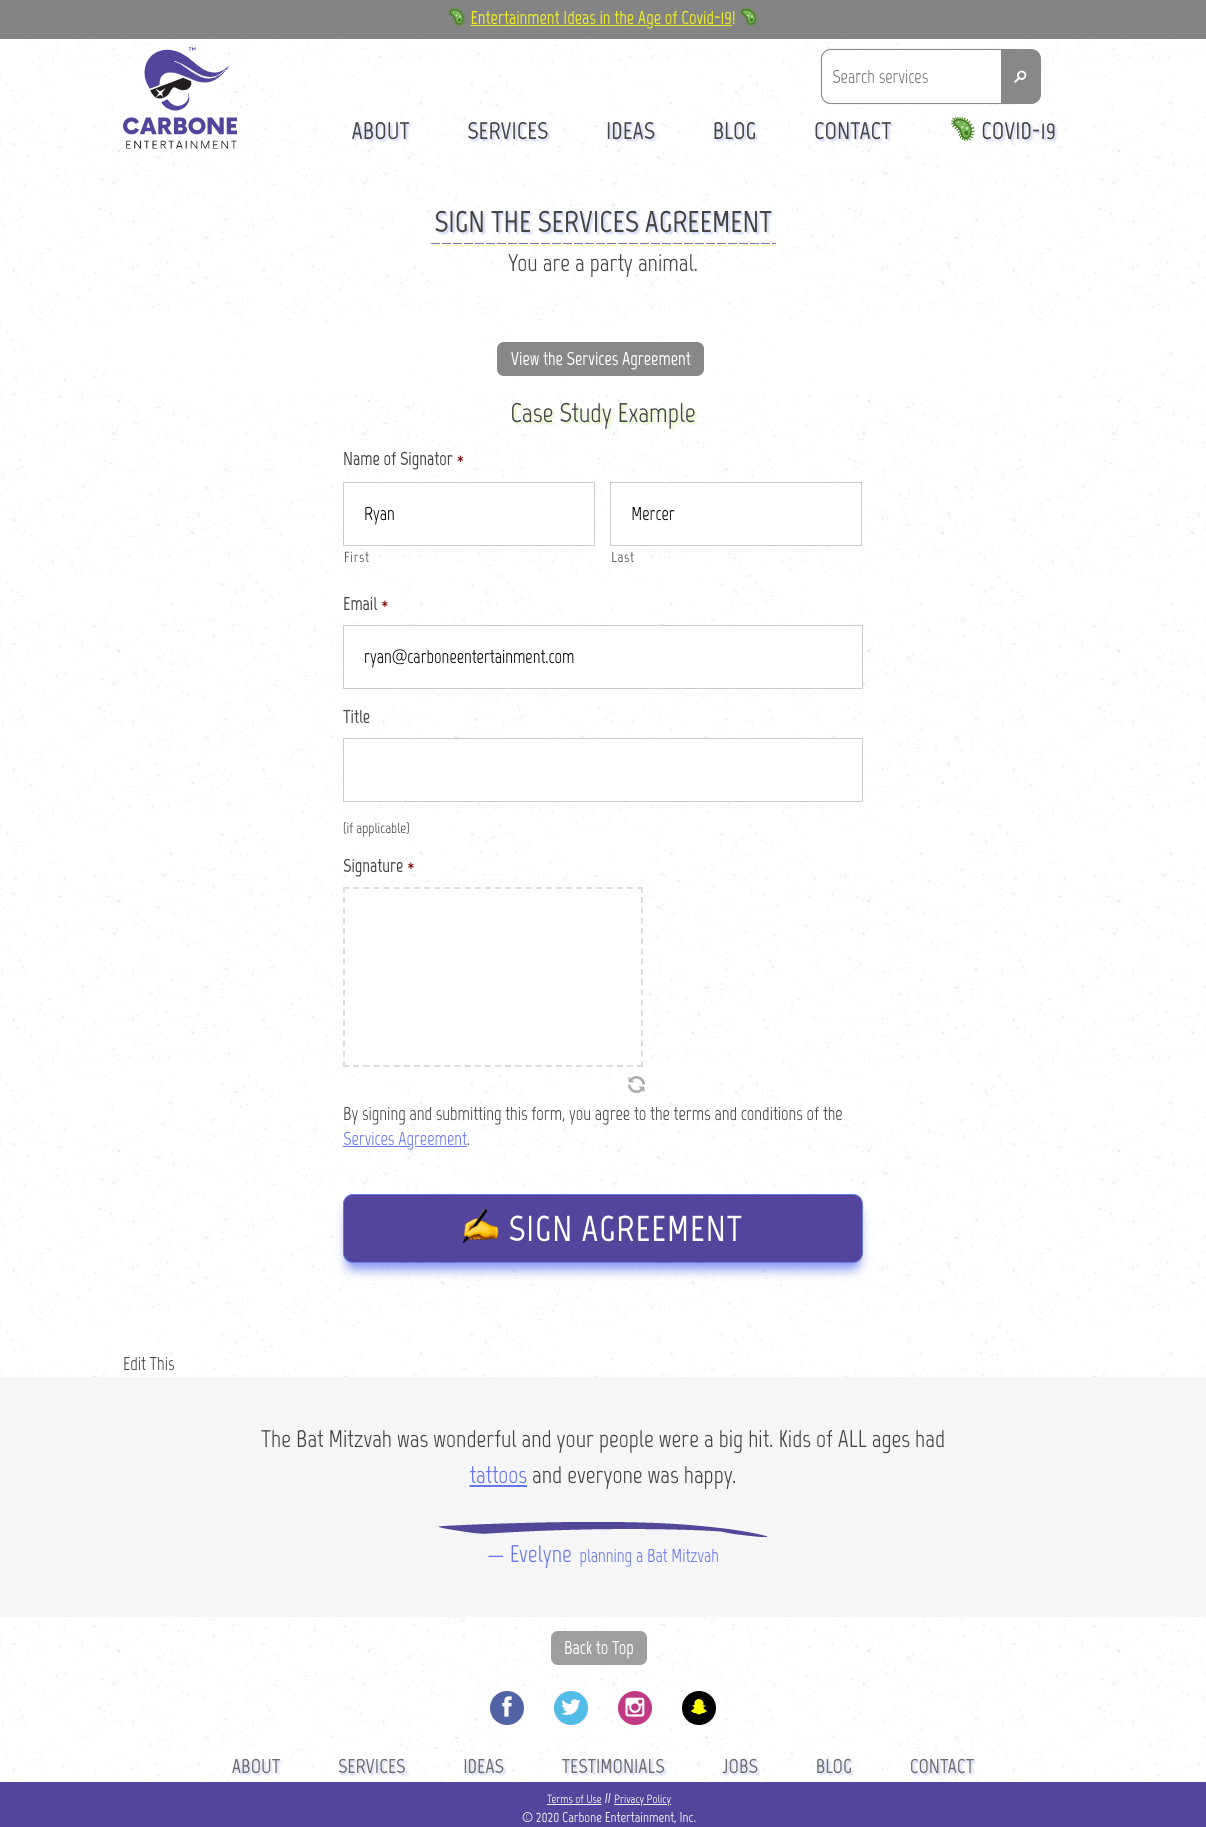 Entertainment Ideas in the Age of Covid-19!
Search services
™
CARBONE
ENTERTAINMENT
ABOUT SERVICES IDEAS BLOG CONTACT COVID-19
SIGN THE SERVICES AGREEMENT
You are a party animal.
View the Services Agreement
Case Study Example
Name of Signator *
Ryan Mercer
First Last
Email *
ryan@carboneentertainment.com
Title
(if applicable)
Signature *
By signing and submitting this form, you agree to the terms and conditions of the
Services Agreement.
SIGN AGREEMENT
Edit This
The Bat Mitzvah was wonderful and your people were a big hit. Kids of ALL ages had
tattoos and everyone was happy.
— Evelyne planning a Bat Mitzvah
Back to Top
ABOUT SERVICES IDEAS TESTIMONIALS JOBS BLOG CONTACT
Terms of Use // Privacy Policy
© 2020 Carbone Entertainment, Inc.